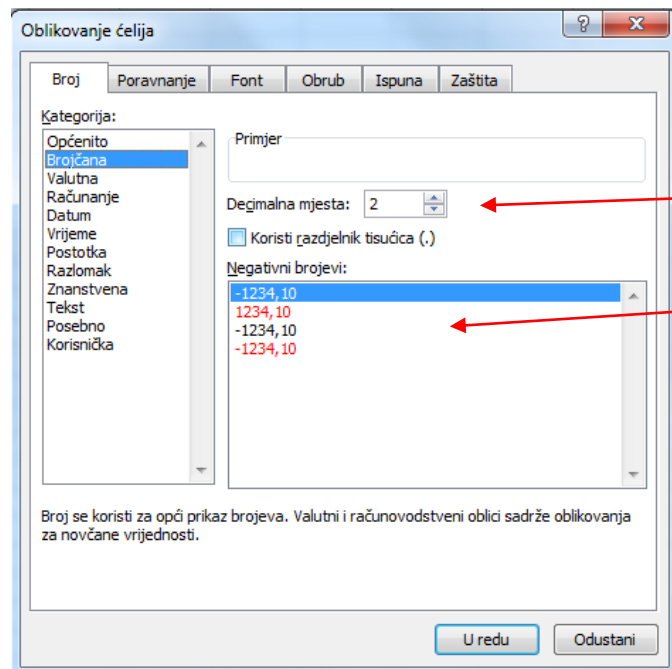 Oblikovanje ćelija
Broj Poravnanje Font Obrub Ispuna Zaštita
Kategorija:
Općenito
Brojčana
Valutna
Računanje
Datum
Vrijeme
Postotka
Razlomak
Znanstvena
Tekst
Posebno
Korisnička
Primjer
Decimalna mjesta: 2
Koristi razdjelnik tisućica (.)
Negativni brojevi:
-1234,10
1234,10
-1234,10
-1234,10
Broj se koristi za opći prikaz brojeva. Valutni i računovodstveni oblici sadrže oblikovanja
za novčane vrijednosti.
U redu Odustani